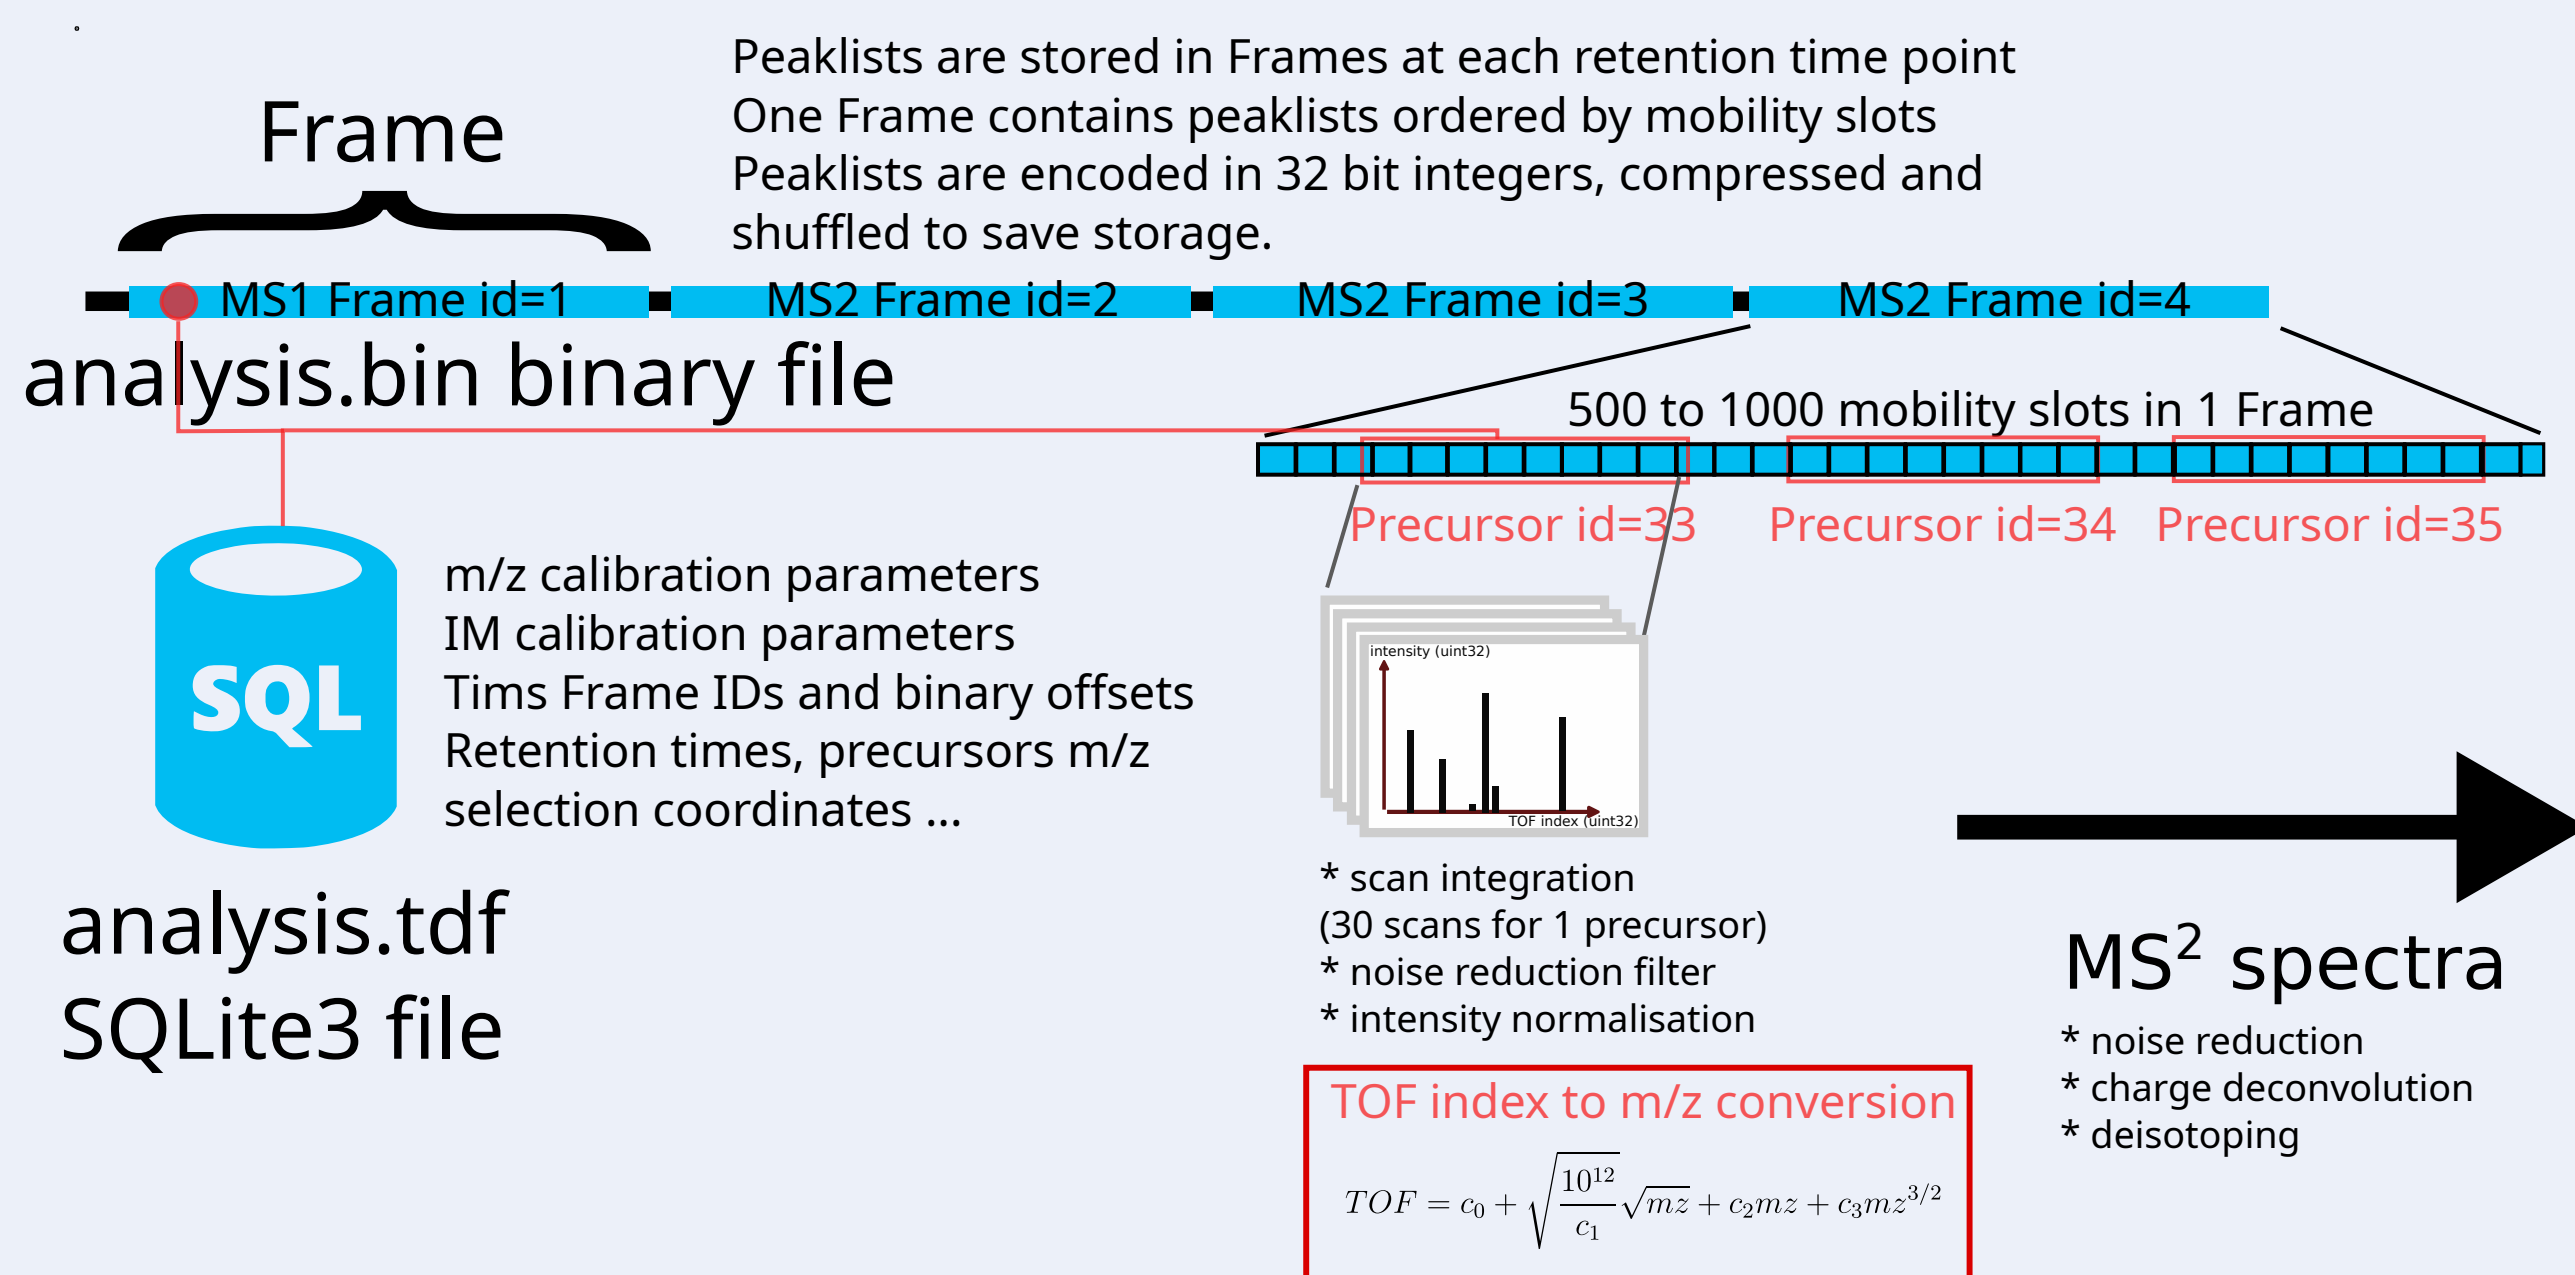 Peaklists are stored in Frames at each retention time point
One Frame contains peaklists ordered by mobility slots
Peaklists are encoded in 32 bit integers, compressed and
shuffled to save storage.
Frame
MS1 Frame id=1
MS2 Frame id=2
MS2 Frame id=3
MS2 Frame id=4
analysis.bin binary file
500 to 1000 mobility slots in 1 Frame
Precursor id=33
Precursor id=34
Precursor id=35
SQL
m/z calibration parameters
IM calibration parameters
Tims Frame IDs and binary offsets
Retention times, precursors m/z
selection coordinates ...
analysis.tdf
SQLite3 file
intensity (uint32)
TOF index (uint32)
* scan integration
(30 scans for 1 precursor)
* noise reduction filter
* intensity normalisation
MS² spectra
* noise reduction
* charge deconvolution
* deisotoping
TOF index to m/z conversion
TOF = c₀ + √(10¹²/c₁) √mz + c₂mz + c₃mz^{3/2}